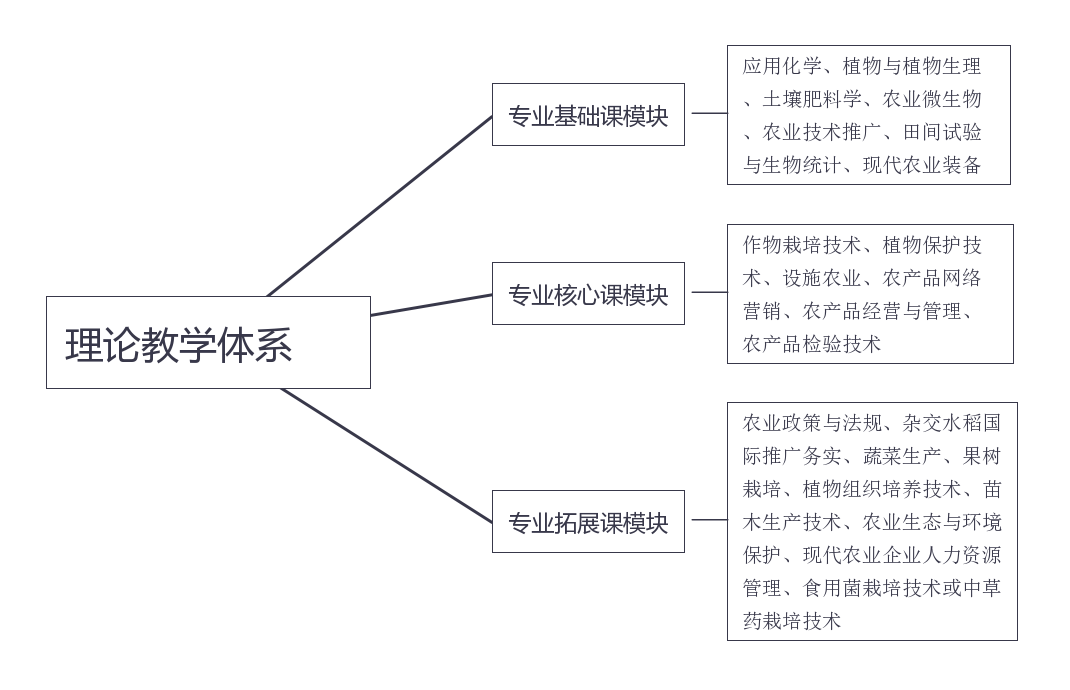 理论教学体系
专业基础课模块
应用化学、植物与植物生理
、土壤肥料学、农业微生物
、农业技术推广、田间试验
与生物统计、现代农业装备
专业核心课模块
作物栽培技术、植物保护技
术、设施农业、农产品网络
营销、农产品经营与管理、
农产品检验技术
专业拓展课模块
农业政策与法规、杂交水稻国
际推广务实、蔬菜生产、果树
栽培、植物组织培养技术、苗
木生产技术、农业生态与环境
保护、现代农业企业人力资源
管理、食用菌栽培技术或中草
药栽培技术